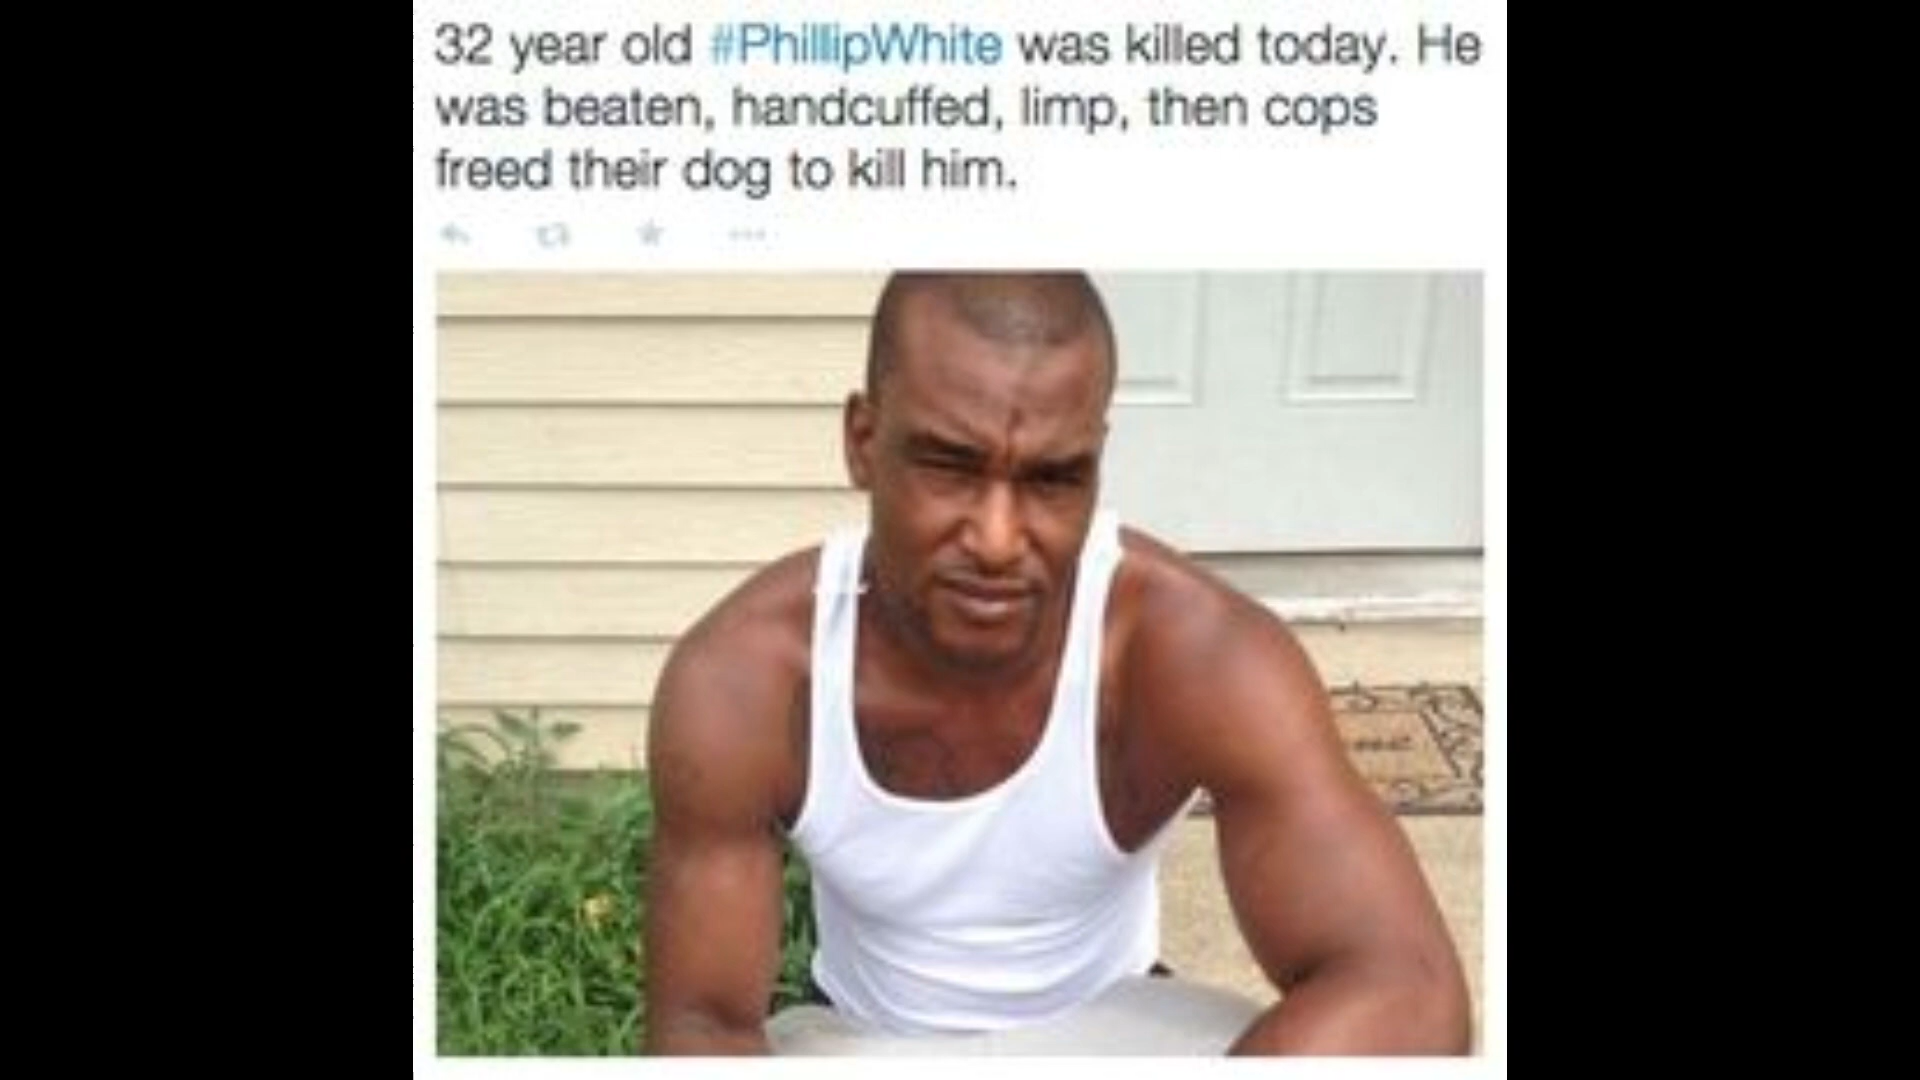 32 year old #PhillipWhite was killed today. He
was beaten, handcuffed, limp, then cops
freed their dog to kill him.